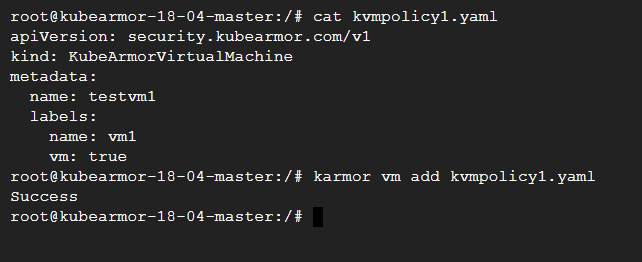 root@kubearmor-18-04-master:/# cat kvmpolicy1.yaml
apiVersion: security.kubearmor.com/v1
kind: KubeArmorVirtualMachine
metadata:
  name: testvm1
  labels:
    name: vm1
    vm: true
root@kubearmor-18-04-master:/# karmor vm add kvmpolicy1.yaml
Success
root@kubearmor-18-04-master:/#